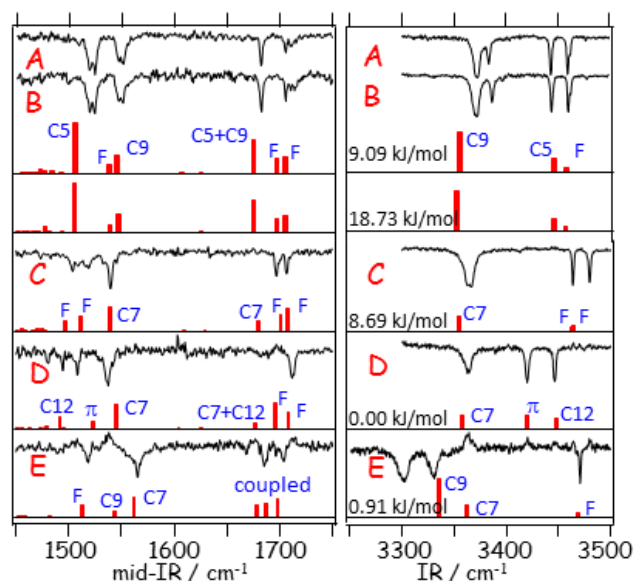 A
B
C5
F
C9
C5+C9
F
F
C
F
F
C7
C7
F
F
D
C12
π
C7
C7+C12
F
F
E
F
C9
C7
coupled
1500
1600
1700
mid-IR / cm⁻¹
A
B
C9
C5
F
9.09 kJ/mol
18.73 kJ/mol
C
C7
F
F
8.69 kJ/mol
D
C7
π
C12
0.00 kJ/mol
E
C9
C7
F
0.91 kJ/mol
3300
3400
3500
IR / cm⁻¹